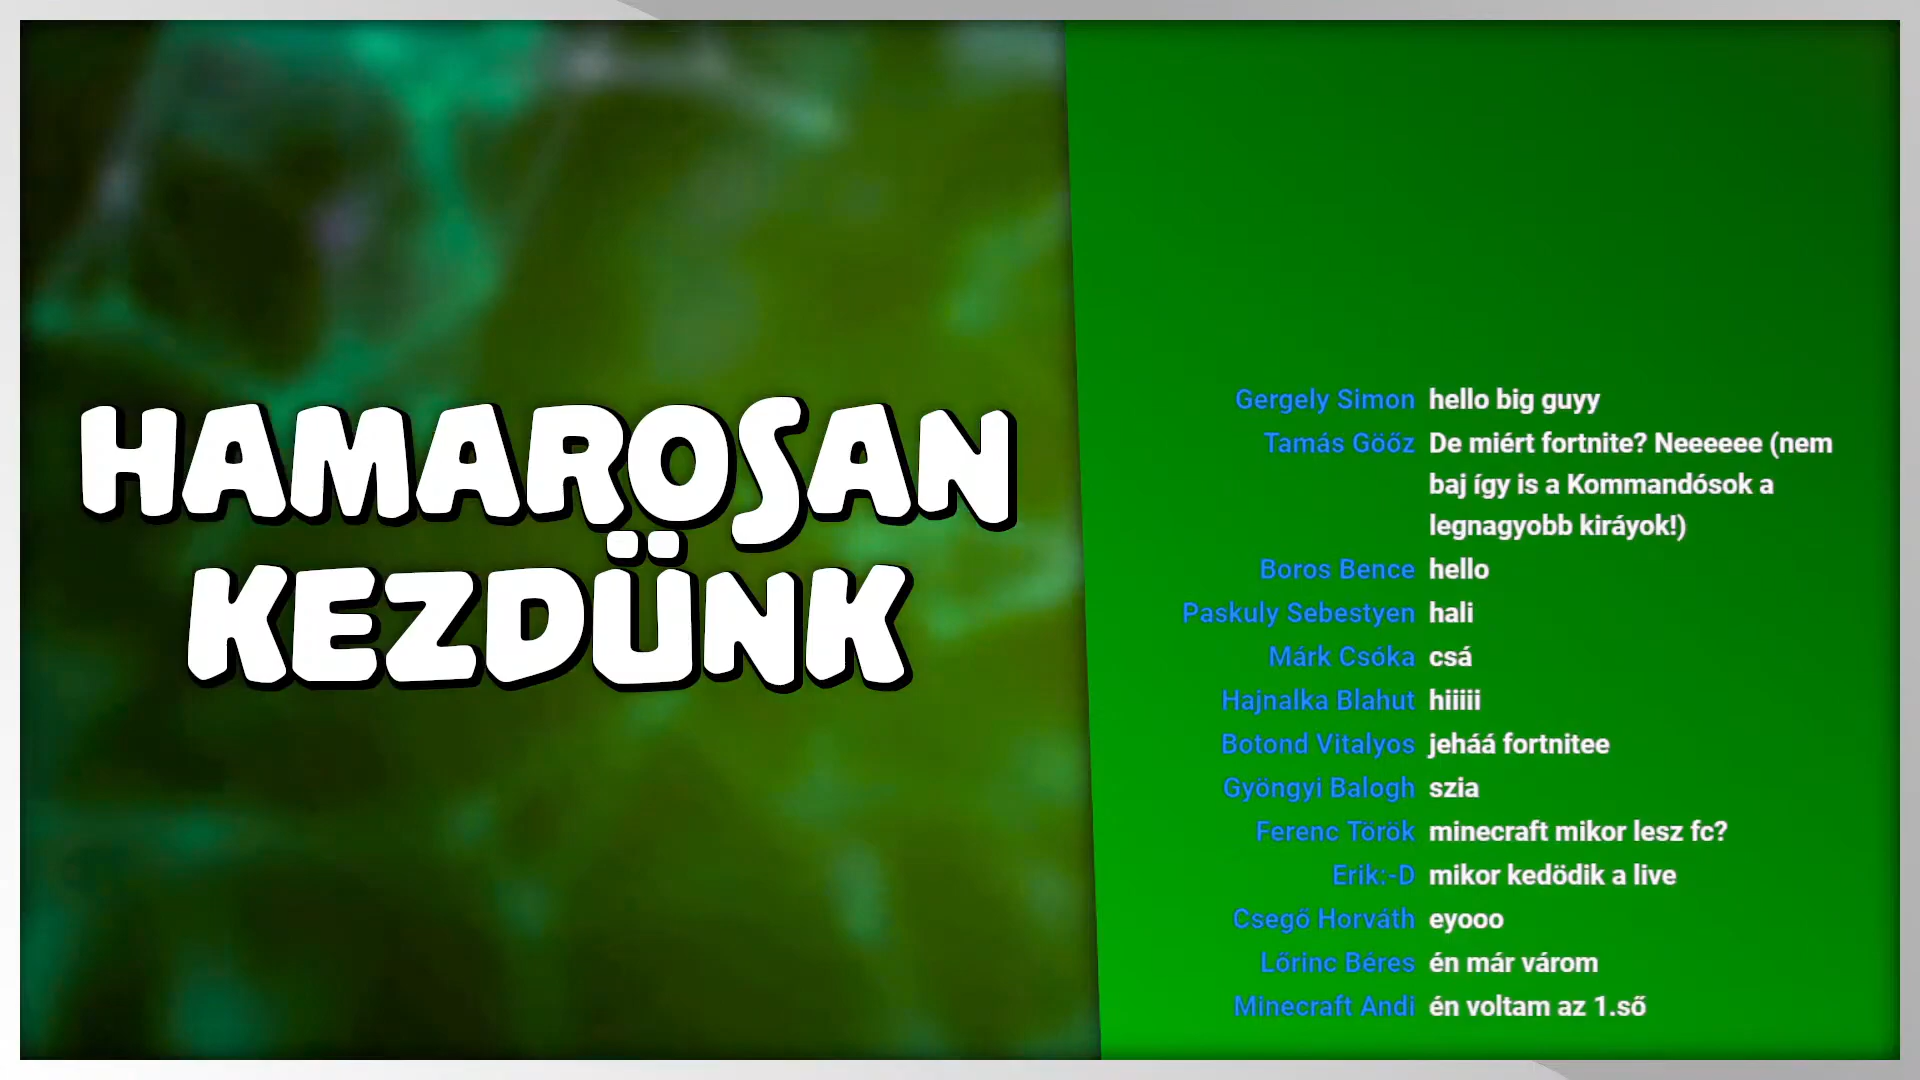 HAMAROSAN
KEZDÜNK
Gergely Simon hello big guyy
Tamás Göőz De miért fortnite? Neeeeee (nem
baj így is a Kommandósok a
legnagyobb kiráyok!)
Boros Bence hello
Paskuly Sebestyen hali
Márk Csóka csá
Hajnalka Blahut hiiiii
Botond Vitalyos jeháá fortnitee
Gyöngyi Balogh szia
Ferenc Török minecraft mikor lesz fc?
Erik:-D mikor kedödik a live
Csegő Horváth eyooo
Lőrinc Béres én már várom
Minecraft Andi én voltam az 1.ső